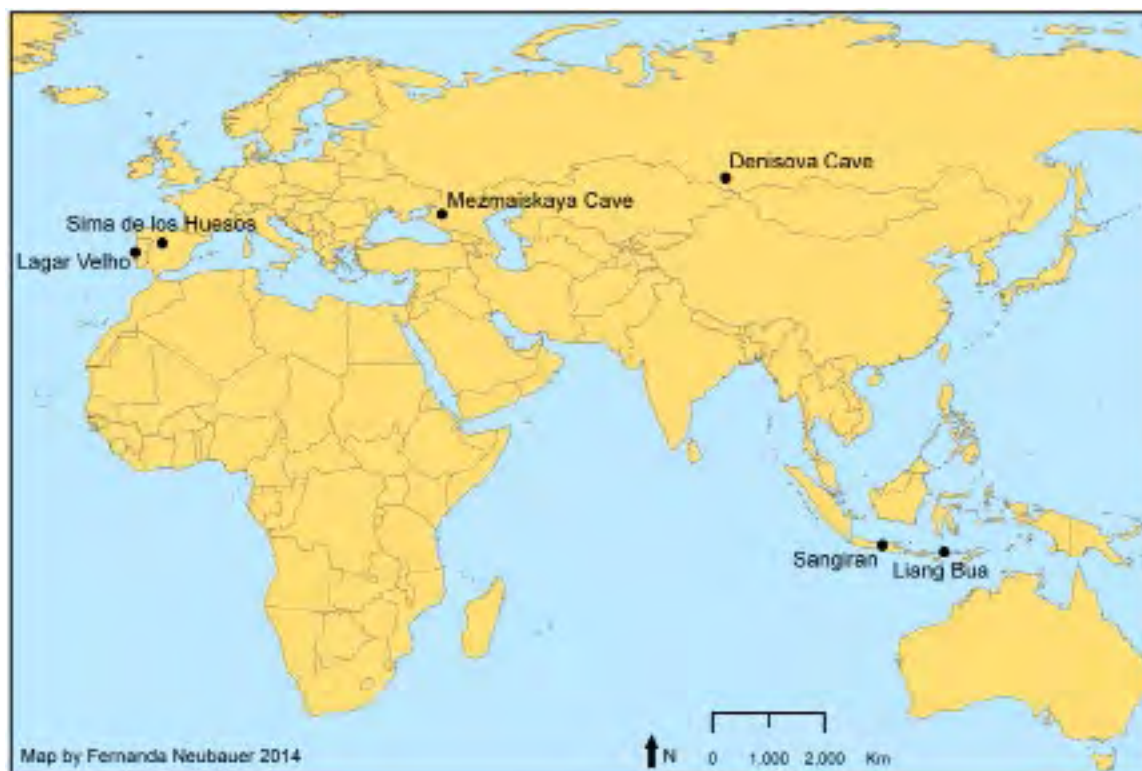 Denisova Cave
Mezmaiskaya Cave
Sima de los Huesos
Lagar Velho
Sangiran
Liang Bua
Map by Fernanda Neubauer 2014
N
0 1,000 2,000 Km